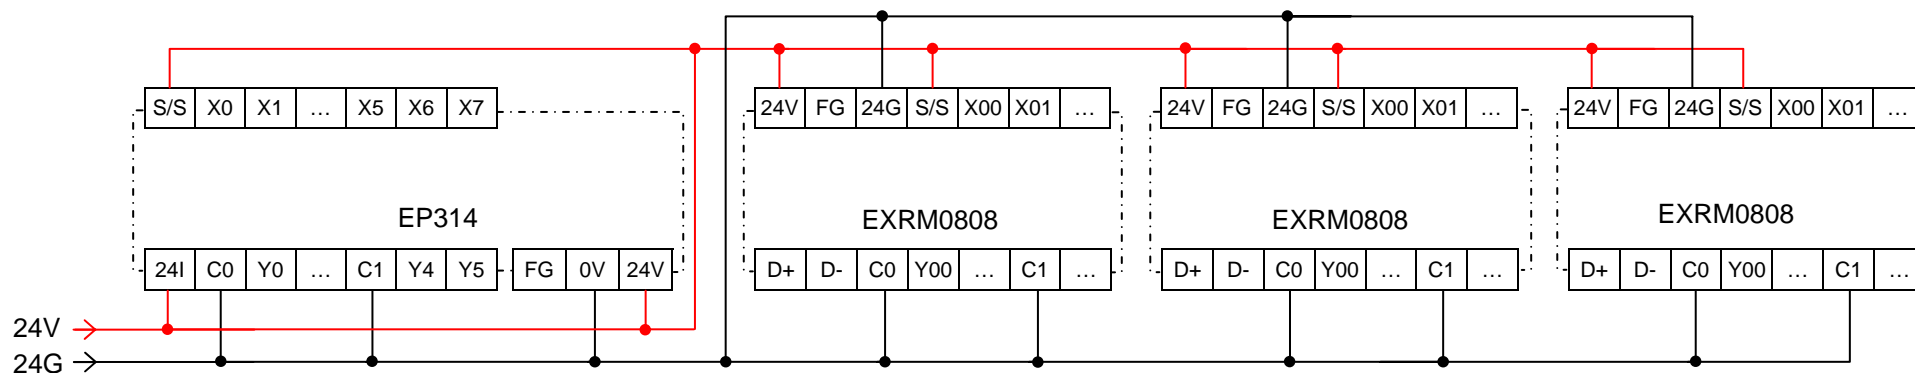 S/S X0 X1 … X5 X6 X7 24V FG 24G S/S X00 X01 … 24V FG 24G S/S X00 X01 … 24V FG 24G S/S X00 X01 …
EP314 EXRM0808 EXRM0808 EXRM0808
24I C0 Y0 … C1 Y4 Y5 FG 0V 24V D+ D- C0 Y00 … C1 … D+ D- C0 Y00 … C1 … D+ D- C0 Y00 … C1 …
24V
24G